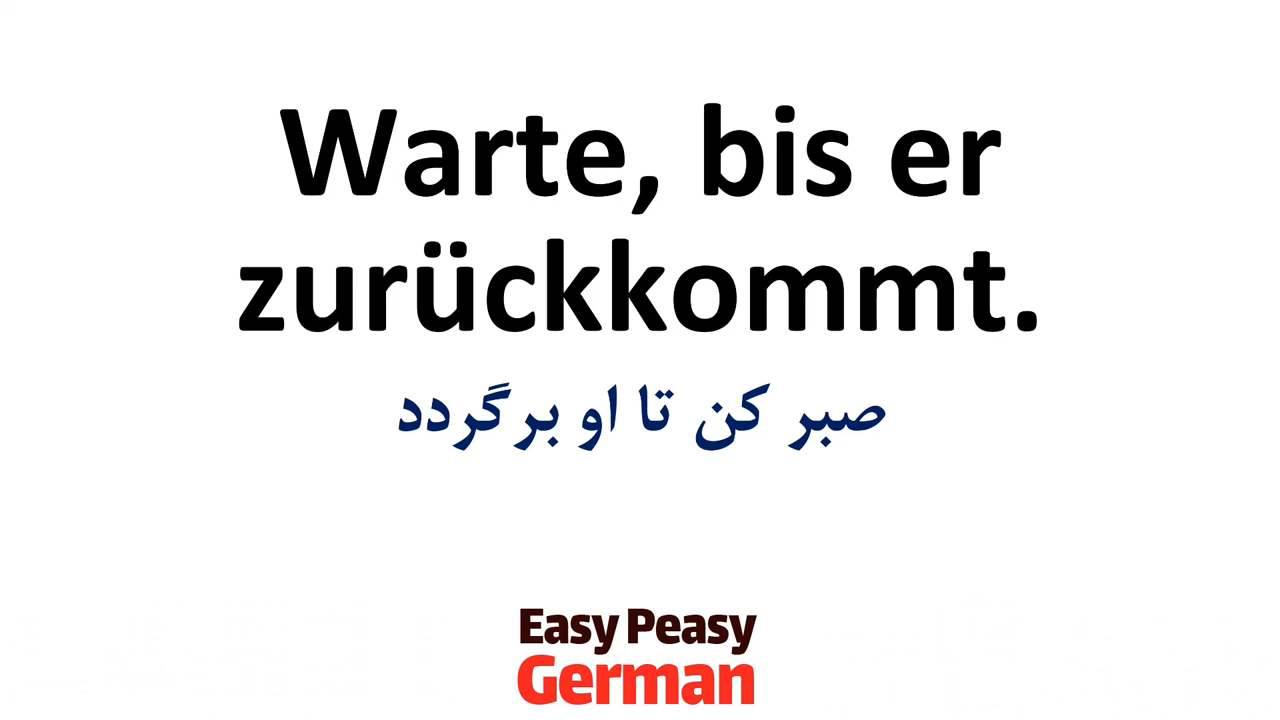 Warte, bis er
zurückkommt.
صبر کن تا او برگردد
Easy Peasy
German